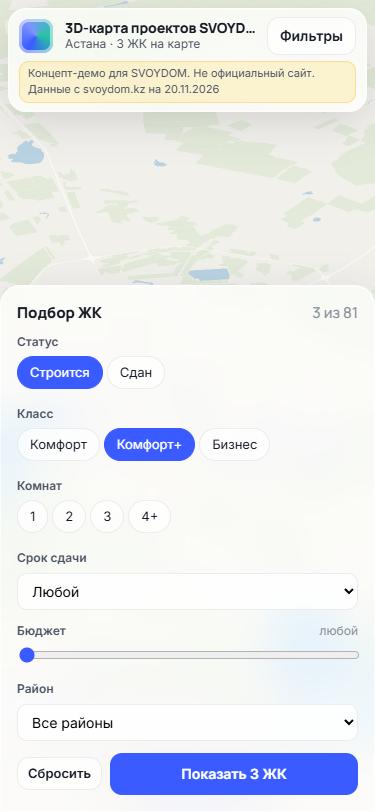 3D-карта проектов SVOYD...
Астана · 3 ЖК на карте
Фильтры
Концепт-демо для SVOYDOM. Не официальный сайт.
Данные с svoydom.kz на 20.11.2026
Подбор ЖК
3 из 81
Статус
Строится
Сдан
Класс
Комфорт
Комфорт+
Бизнес
Комнат
1
2
3
4+
Срок сдачи
Любой
Бюджет
любой
Район
Все районы
Сбросить
Показать 3 ЖК